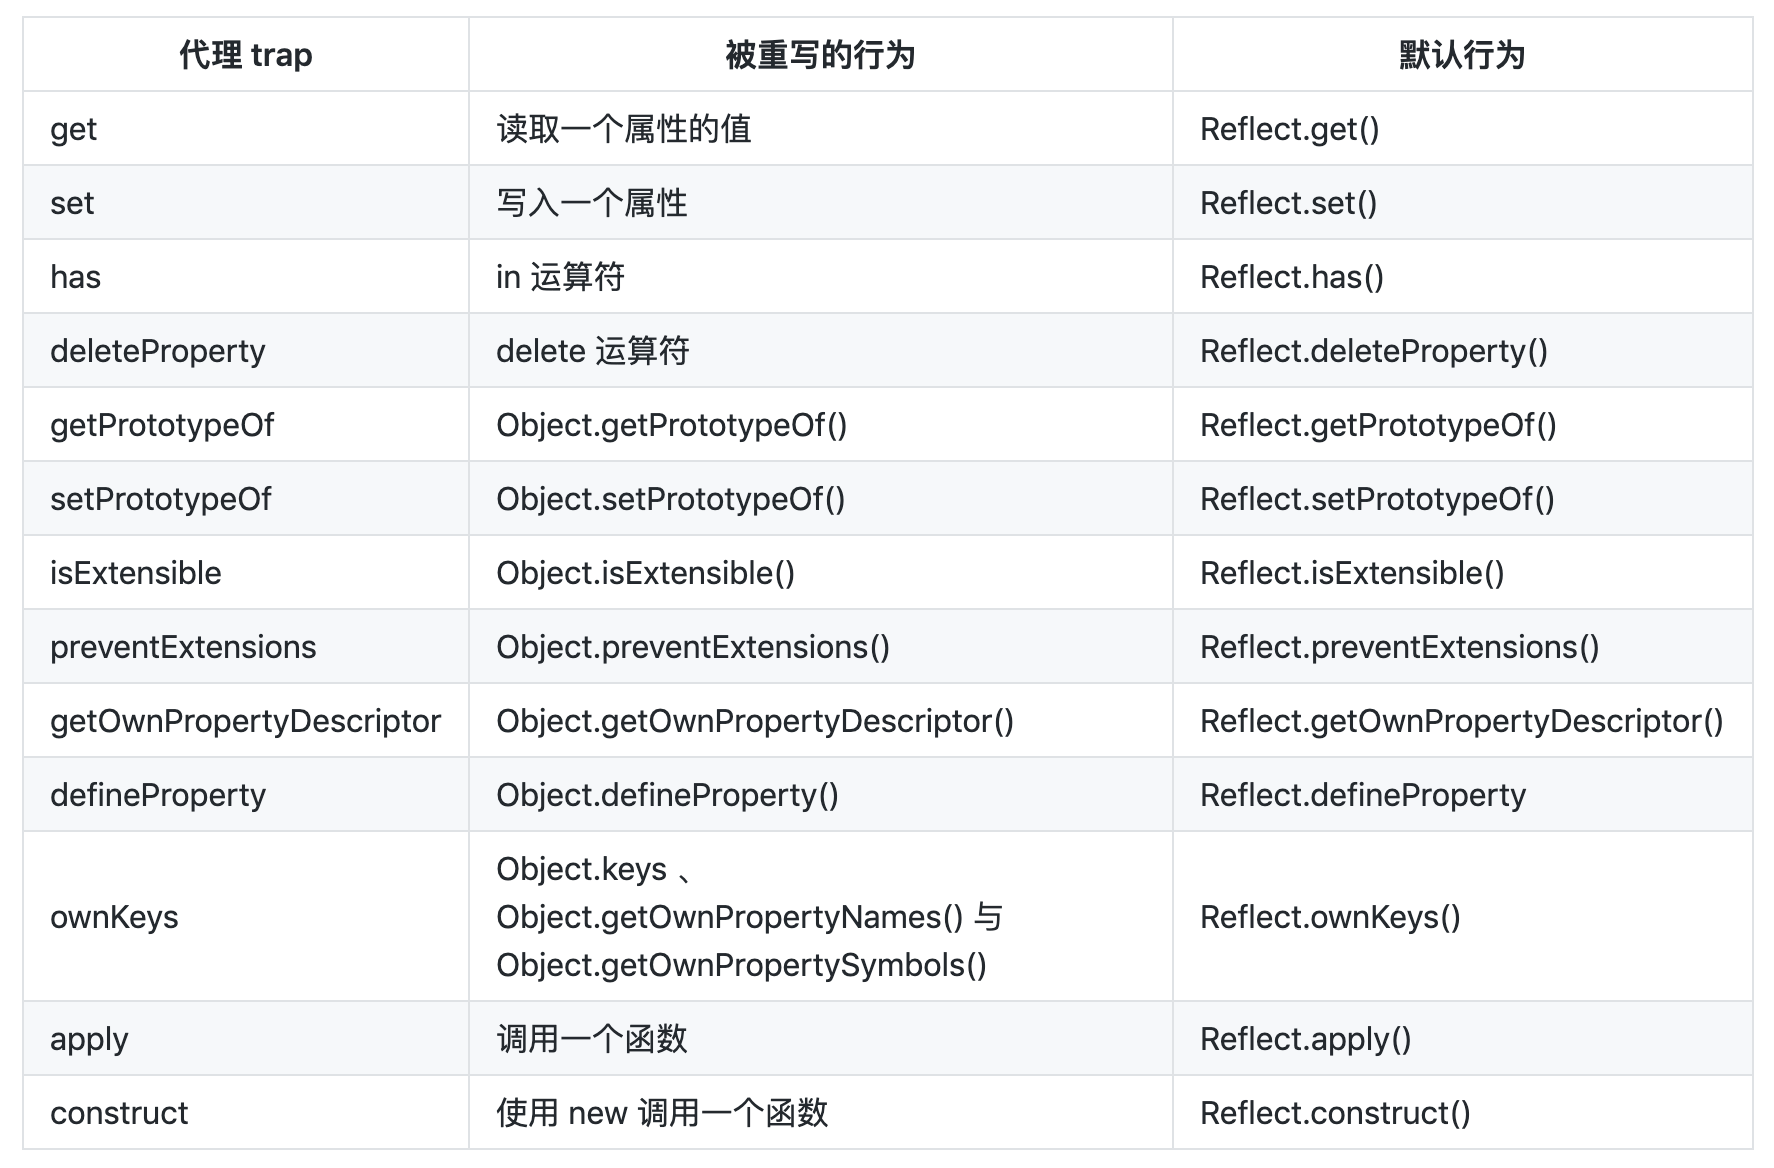 代理 trap 被重写的行为 默认行为
get 读取一个属性的值 Reflect.get()
set 写入一个属性 Reflect.set()
has in 运算符 Reflect.has()
deleteProperty delete 运算符 Reflect.deleteProperty()
getPrototypeOf Object.getPrototypeOf() Reflect.getPrototypeOf()
setPrototypeOf Object.setPrototypeOf() Reflect.setPrototypeOf()
isExtensible Object.isExtensible() Reflect.isExtensible()
preventExtensions Object.preventExtensions() Reflect.preventExtensions()
getOwnPropertyDescriptor Object.getOwnPropertyDescriptor() Reflect.getOwnPropertyDescriptor()
defineProperty Object.defineProperty() Reflect.defineProperty
ownKeys Object.keys 、
Object.getOwnPropertyNames() 与
Object.getOwnPropertySymbols() Reflect.ownKeys()
apply 调用一个函数 Reflect.apply()
construct 使用 new 调用一个函数 Reflect.construct()